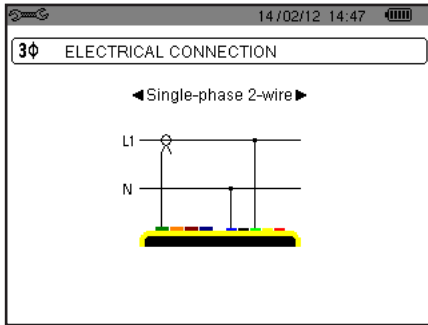 14/02/12 14:47
3Φ ELECTRICAL CONNECTION
◄Single-phase 2-wire►
L1
N